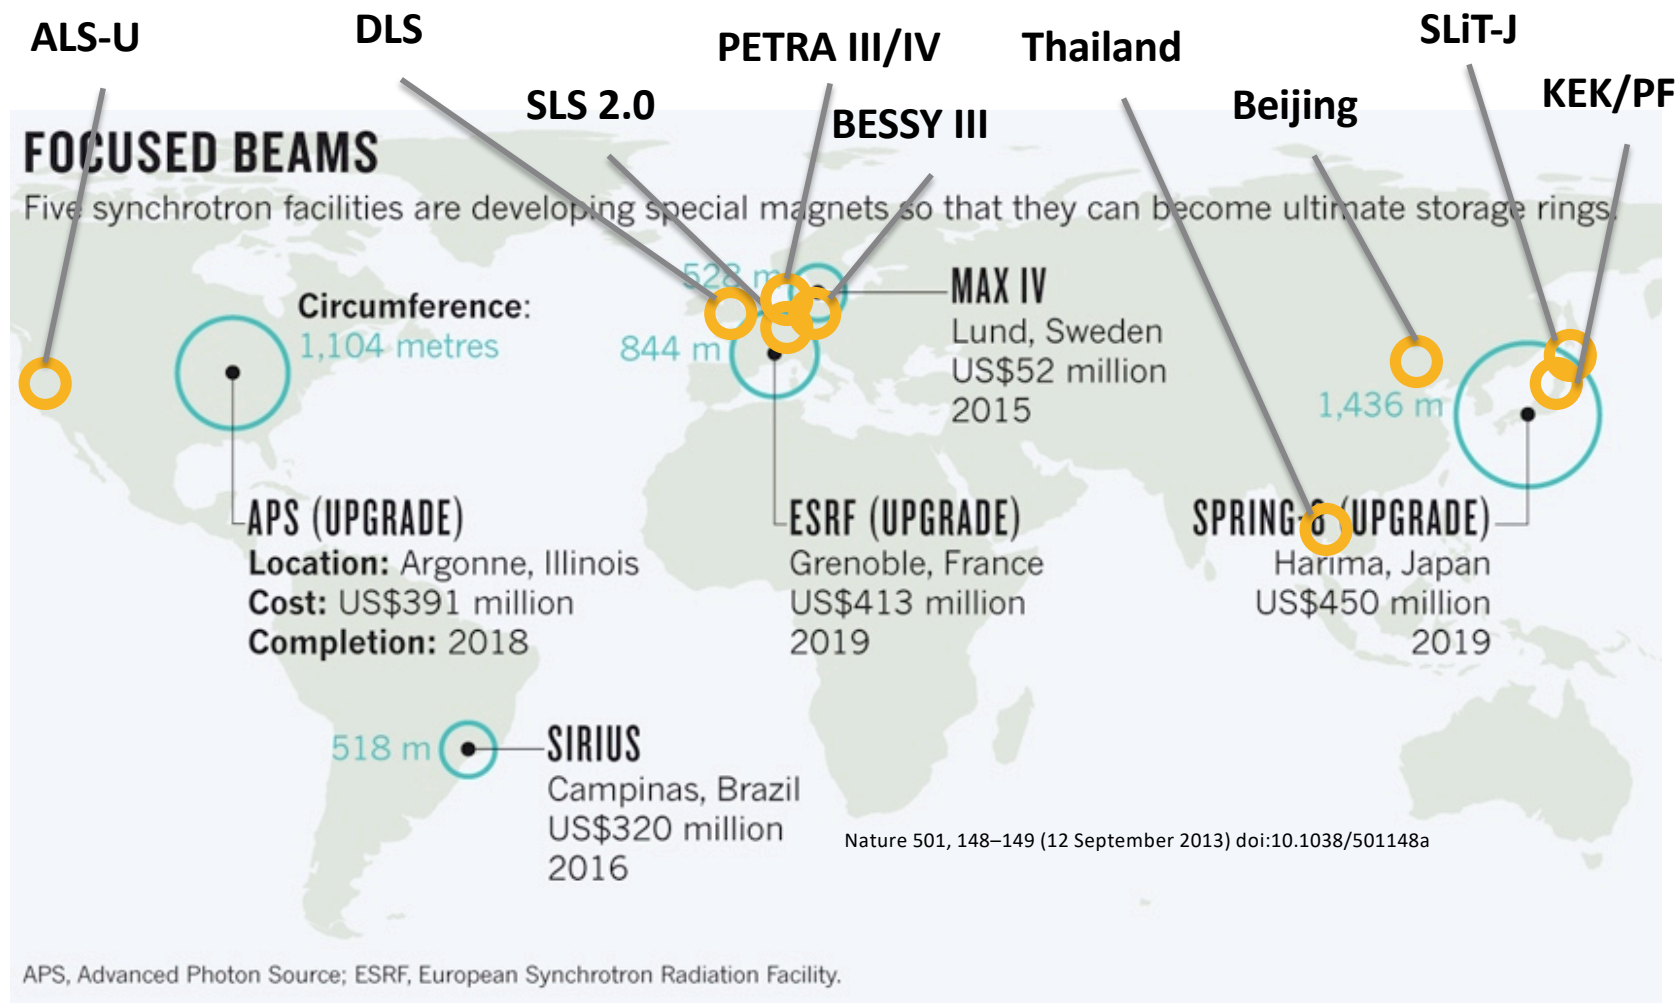 ALS-U
DLS
SLS 2.0
PETRA III/IV
BESSY III
Thailand
Beijing
SLiT-J
KEK/PF
FOCUSED BEAMS
Five synchrotron facilities are developing special magnets so that they can become ultimate storage rings.
Circumference:
1,104 metres
528 m
844 m
MAX IV
Lund, Sweden
US$52 million
2015
1,436 m
APS (UPGRADE)
Location: Argonne, Illinois
Cost: US$391 million
Completion: 2018
ESRF (UPGRADE)
Grenoble, France
US$413 million
2019
SPRING-8 (UPGRADE)
Harima, Japan
US$450 million
2019
518 m
SIRIUS
Campinas, Brazil
US$320 million
2016
Nature 501, 148–149 (12 September 2013) doi:10.1038/501148a
APS, Advanced Photon Source; ESRF, European Synchrotron Radiation Facility.